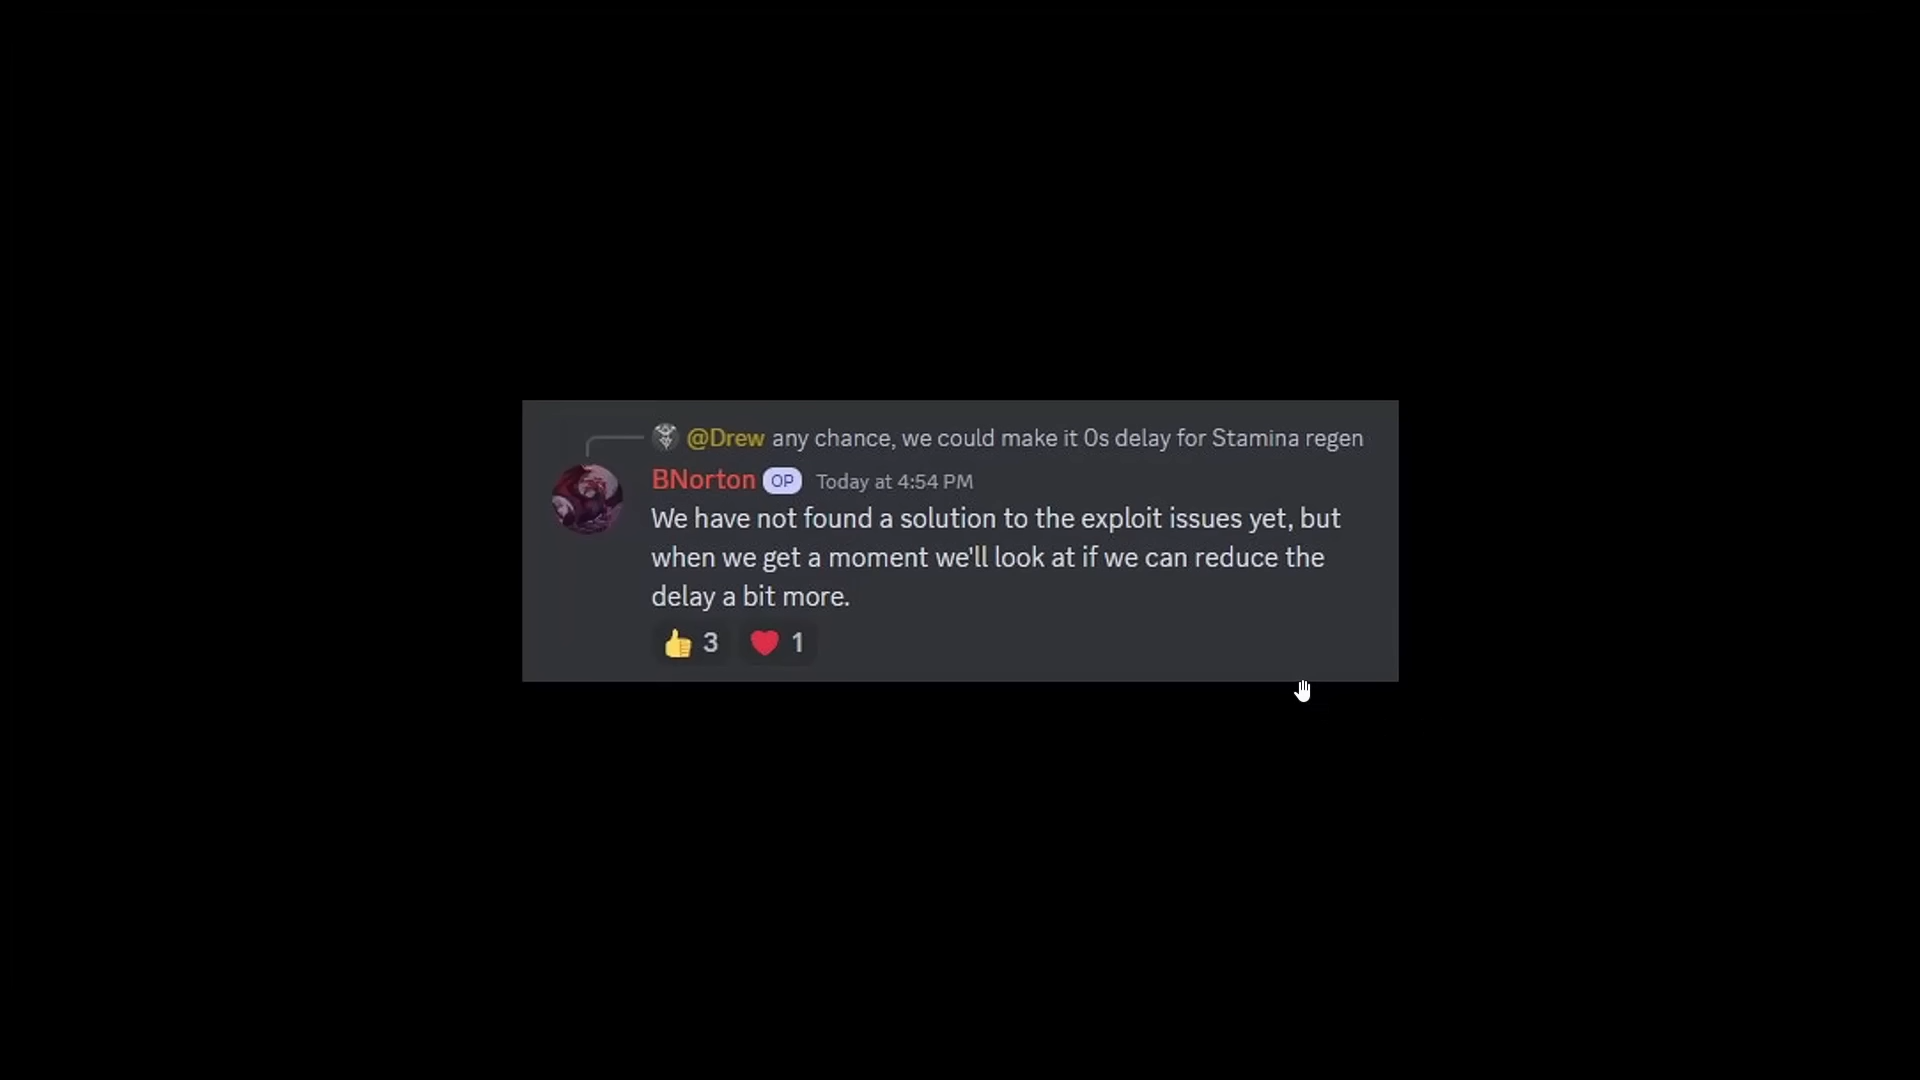 @Drew any chance, we could make it 0s delay for Stamina regen
BNorton OP Today at 4:54 PM
We have not found a solution to the exploit issues yet, but
when we get a moment we'll look at if we can reduce the
delay a bit more.
👍 3 ❤️ 1